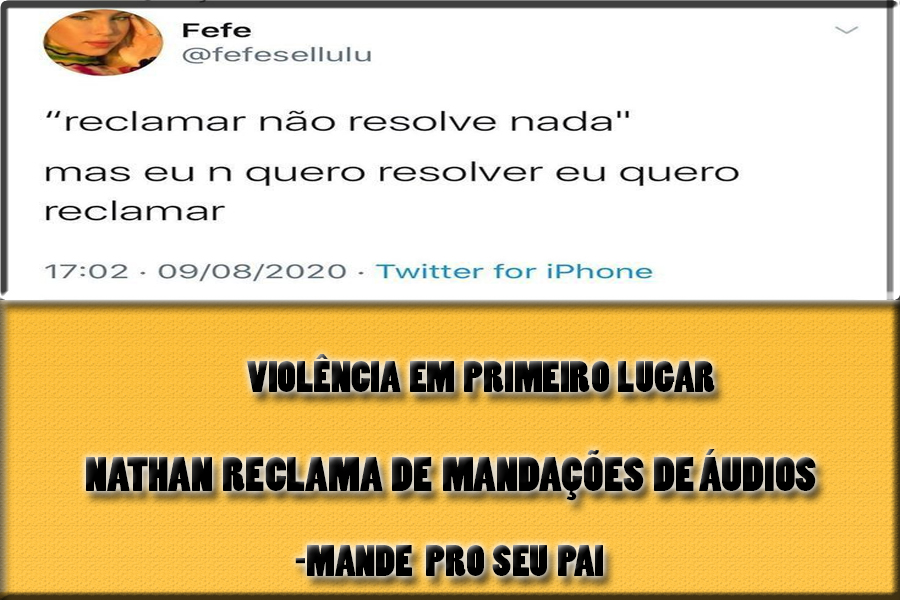 Fefe
@fefesellulu
“reclamar não resolve nada"
mas eu n quero resolver eu quero
reclamar
17:02 · 09/08/2020 · Twitter for iPhone
VIOLÊNCIA EM PRIMEIRO LUGAR
NATHAN RECLAMA DE MANDAÇÕES DE ÁUDIOS
-MANDE PRO SEU PAI